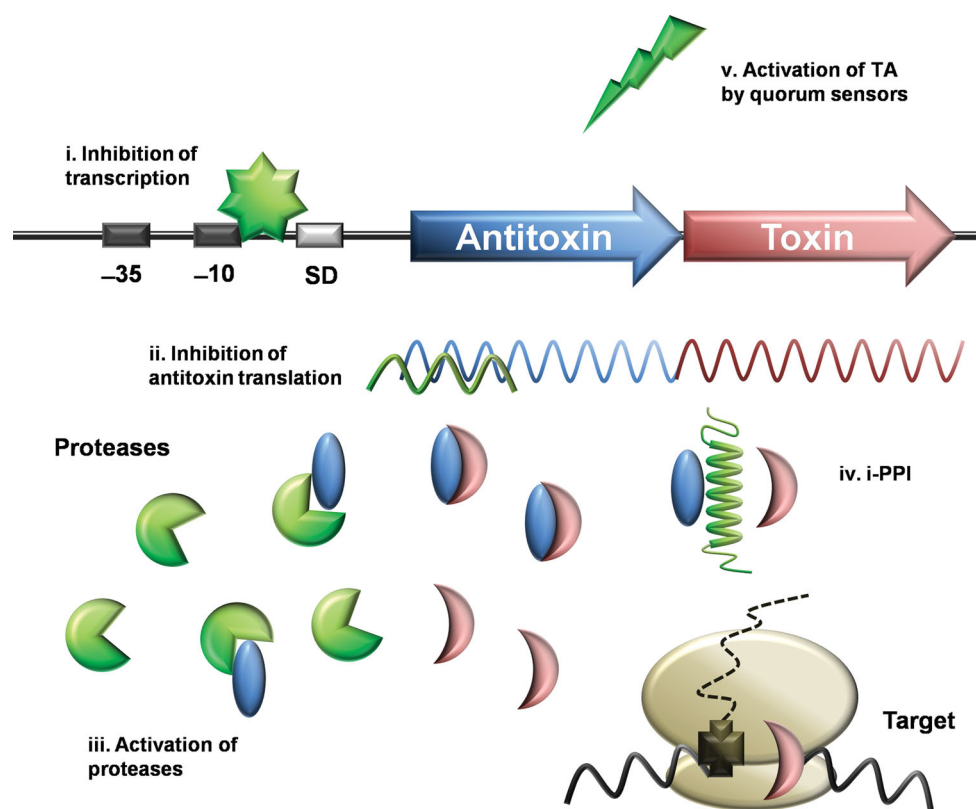 v. Activation of TA
by quorum sensors
i. Inhibition of
transcription
Antitoxin
Toxin
–35
–10
SD
ii. Inhibition of
antitoxin translation
Proteases
iv. i-PPI
Target
iii. Activation of
proteases